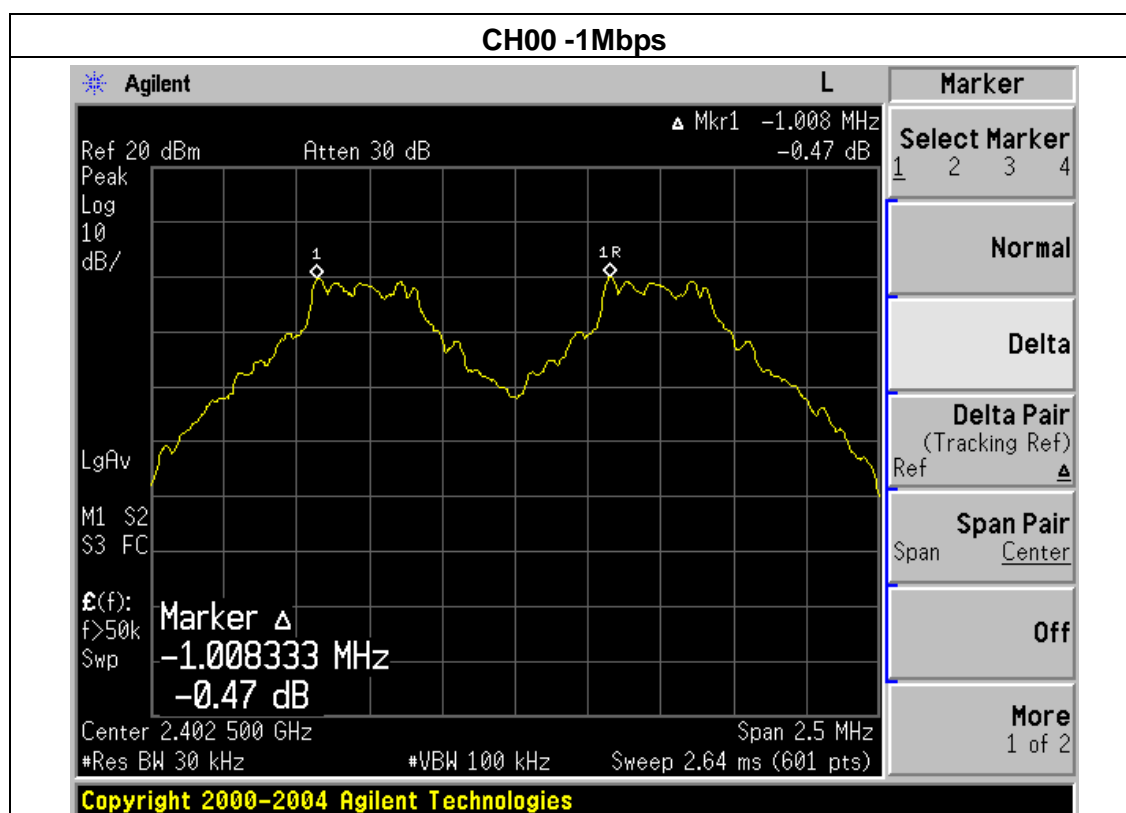 CH00 -1Mbps
Agilent L Marker
Δ Mkr1 -1.008 MHz
Ref 20 dBm Atten 30 dB -0.47 dB
Peak
Log
10
dB/
1
1R
LgAv
M1 S2
S3 FC
£(f):
f>50k
Swp
Marker Δ
-1.008333 MHz
-0.47 dB
Center 2.402 500 GHz Span 2.5 MHz
#Res BW 30 kHz #VBW 100 kHz Sweep 2.64 ms (601 pts)
Copyright 2000-2004 Agilent Technologies
Select Marker
1 2 3 4
Normal
Delta
Delta Pair
(Tracking Ref)
Ref Δ
Span Pair
Span Center
Off
More
1 of 2